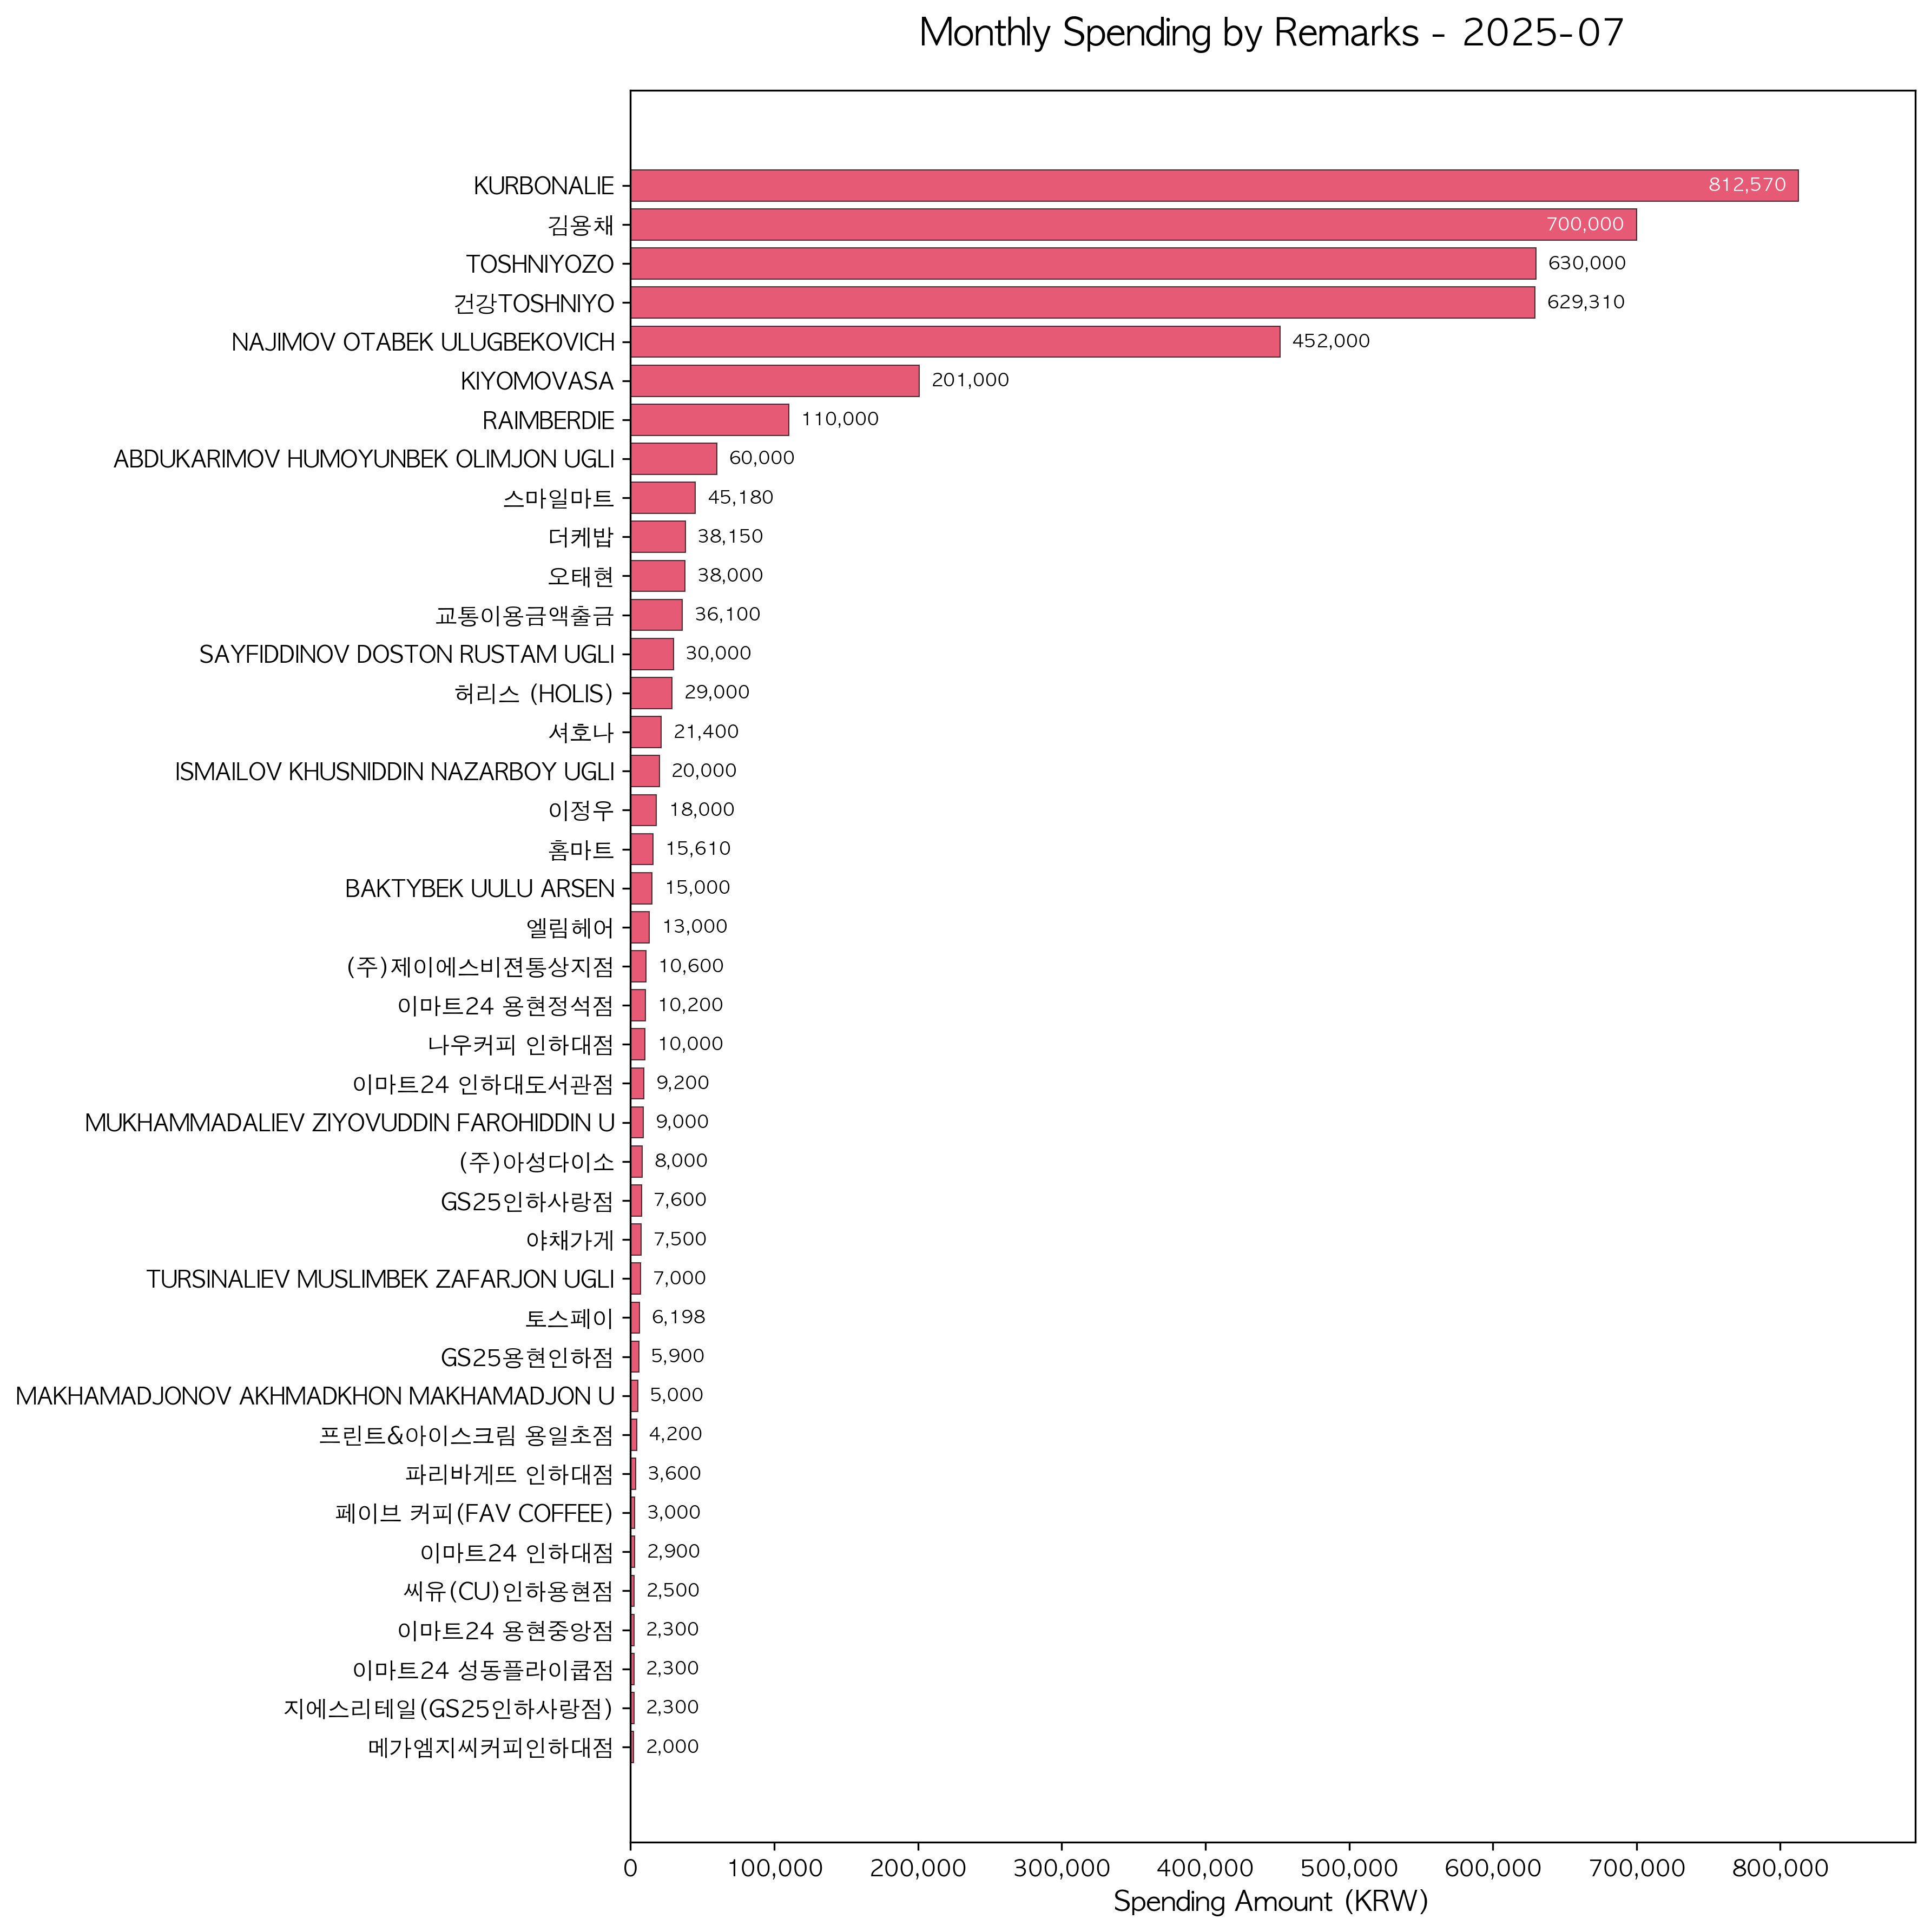 Monthly Spending by Remarks - 2025-07
KURBONALIE 812,570
김용채 700,000
TOSHNIYOZO 630,000
건강TOSHNIYO 629,310
NAJIMOV OTABEK ULUGBEKOVICH 452,000
KIYOMOVASA 201,000
RAIMBERDIE 110,000
ABDUKARIMOV HUMOYUNBEK OLIMJON UGLI 60,000
스마일마트 45,180
더케밥 38,150
오태현 38,000
교통이용금액출금 36,100
SAYFIDDINOV DOSTON RUSTAM UGLI 30,000
허리스 (HOLIS) 29,000
셔호나 21,400
ISMAILOV KHUSNIDDIN NAZARBOY UGLI 20,000
이정우 18,000
홈마트 15,610
BAKTYBEK UULU ARSEN 15,000
엘림헤어 13,000
(주)제이에스비젼통상지점 10,600
이마트24 용현정석점 10,200
나우커피 인하대점 10,000
이마트24 인하대도서관점 9,200
MUKHAMMADALIEV ZIYOVUDDIN FAROHIDDIN U 9,000
(주)아성다이소 8,000
GS25인하사랑점 7,600
야채가게 7,500
TURSINALIEV MUSLIMBEK ZAFARJON UGLI 7,000
토스페이 6,198
GS25용현인하점 5,900
MAKHAMADJONOV AKHMADKHON MAKHAMADJON U 5,000
프린트&아이스크림 용일초점 4,200
파리바게뜨 인하대점 3,600
페이브 커피(FAV COFFEE) 3,000
이마트24 인하대점 2,900
씨유(CU)인하용현점 2,500
이마트24 용현중앙점 2,300
이마트24 성동플라이쿱점 2,300
지에스리테일(GS25인하사랑점) 2,300
메가엠지씨커피인하대점 2,000
0 100,000 200,000 300,000 400,000 500,000 600,000 700,000 800,000
Spending Amount (KRW)